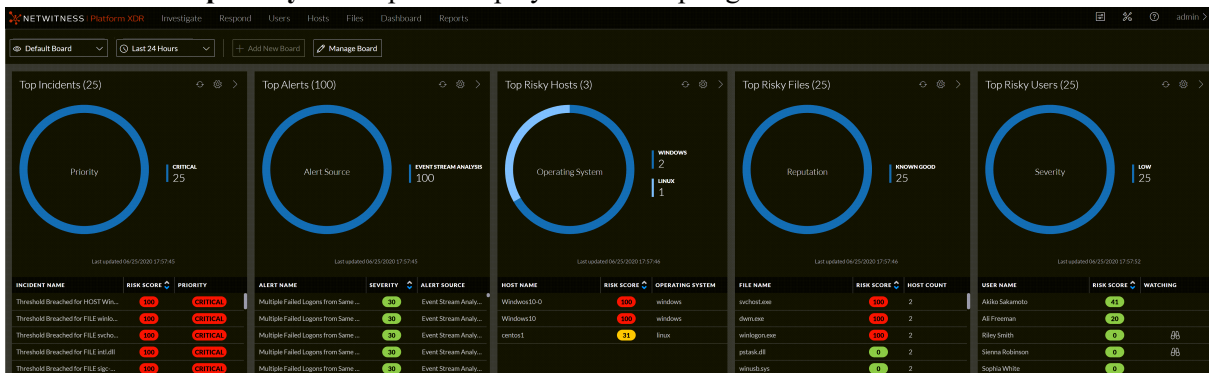 NETWITNESS Platform XDR Investigate Respond Users Hosts Files Dashboard Reports admin
Default Board Last 24 Hours + Add New Board Manage Board
Top Incidents (25)
Priority
CRITICAL
25
Last updated 06/25/2020 17:57:45
INCIDENT NAME RISK SCORE PRIORITY
Threshold Breached for HOST Win... 100 CRITICAL
Threshold Breached for FILE winlo... 100 CRITICAL
Threshold Breached for FILE svcho... 100 CRITICAL
Threshold Breached for FILE intl.dll 100 CRITICAL
Threshold Breached for FILE sigc-... 100 CRITICAL
Top Alerts (100)
Alert Source
EVENT STREAM ANALYSIS
100
Last updated 06/25/2020 17:57:45
ALERT NAME SEVERITY ALERT SOURCE
Multiple Failed Logons from Same ... 30 Event Stream Analy...
Multiple Failed Logons from Same ... 30 Event Stream Analy...
Multiple Failed Logons from Same ... 30 Event Stream Analy...
Multiple Failed Logons from Same ... 30 Event Stream Analy...
Multiple Failed Logons from Same ... 30 Event Stream Analy...
Top Risky Hosts (3)
Operating System
WINDOWS
2
LINUX
1
Last updated 06/25/2020 17:57:46
HOST NAME RISK SCORE OPERATING SYSTEM
Windwos10-0 100 windows
Windows10 100 windows
centos1 31 linux
Top Risky Files (25)
Reputation
KNOWN GOOD
25
Last updated 06/25/2020 17:57:46
FILE NAME RISK SCORE HOST COUNT
svchost.exe 100 2
dwm.exe 100 2
winlogon.exe 100 2
pstask.dll 0 2
winusb.sys 0 2
Top Risky Users (25)
Severity
LOW
25
Last updated 06/25/2020 17:57:52
USER NAME RISK SCORE WATCHING
Akiko Sakamoto 41
Ali Freeman 20
Riley Smith 0
Sienna Robinson 0
Sophia White 0